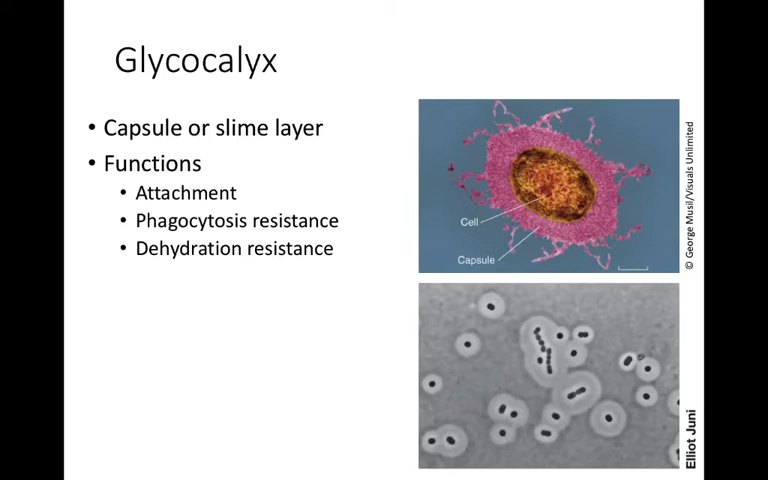 Glycocalyx
• Capsule or slime layer
• Functions
• Attachment
• Phagocytosis resistance
• Dehydration resistance
Cell
Capsule
© George Musil/Visuals Unlimited
Elliot Juni